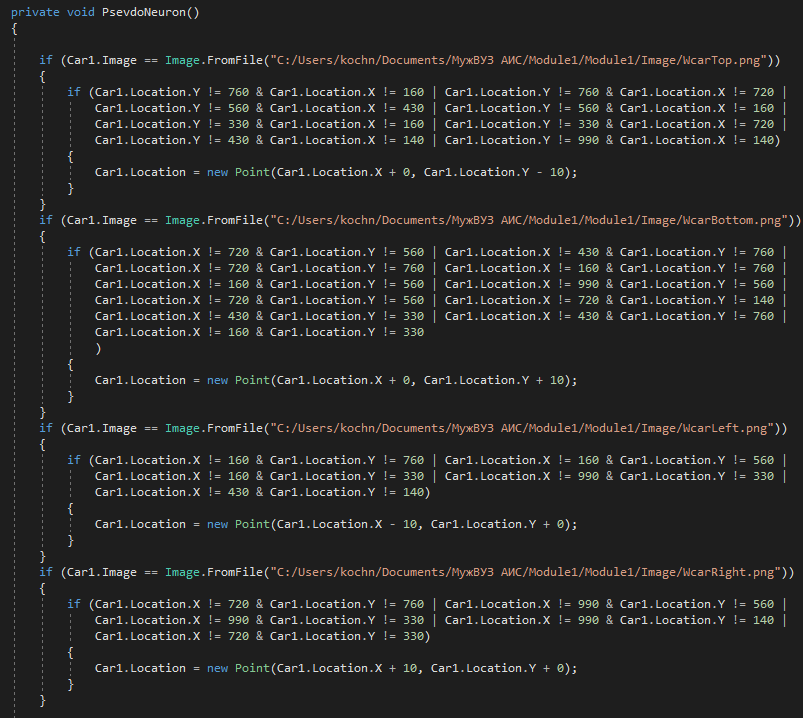 private void PsevdoNeuron()
{
if (Car1.Image == Image.FromFile("C:/Users/kochn/Documents/МужВУЗ АИС/Module1/Module1/Image/WcarTop.png"))
{
if (Car1.Location.Y != 760 & Car1.Location.X != 160 | Car1.Location.Y != 760 & Car1.Location.X != 720 |
Car1.Location.Y != 560 & Car1.Location.X != 430 | Car1.Location.Y != 560 & Car1.Location.X != 160 |
Car1.Location.Y != 330 & Car1.Location.X != 160 | Car1.Location.Y != 330 & Car1.Location.X != 720 |
Car1.Location.Y != 430 & Car1.Location.X != 140 | Car1.Location.Y != 990 & Car1.Location.X != 140)
{
Car1.Location = new Point(Car1.Location.X + 0, Car1.Location.Y - 10);
}
}
if (Car1.Image == Image.FromFile("C:/Users/kochn/Documents/МужВУЗ АИС/Module1/Module1/Image/WcarBottom.png"))
{
if (Car1.Location.X != 720 & Car1.Location.Y != 560 | Car1.Location.X != 430 & Car1.Location.Y != 760 |
Car1.Location.X != 720 & Car1.Location.Y != 760 | Car1.Location.X != 160 & Car1.Location.Y != 760 |
Car1.Location.X != 160 & Car1.Location.Y != 560 | Car1.Location.X != 990 & Car1.Location.Y != 560 |
Car1.Location.X != 720 & Car1.Location.Y != 560 | Car1.Location.X != 720 & Car1.Location.Y != 140 |
Car1.Location.X != 430 & Car1.Location.Y != 330 | Car1.Location.X != 430 & Car1.Location.Y != 760 |
Car1.Location.X != 160 & Car1.Location.Y != 330
)
{
Car1.Location = new Point(Car1.Location.X + 0, Car1.Location.Y + 10);
}
}
if (Car1.Image == Image.FromFile("C:/Users/kochn/Documents/МужВУЗ АИС/Module1/Module1/Image/WcarLeft.png"))
{
if (Car1.Location.X != 160 & Car1.Location.Y != 760 | Car1.Location.X != 160 & Car1.Location.Y != 560 |
Car1.Location.X != 160 & Car1.Location.Y != 330 | Car1.Location.X != 990 & Car1.Location.Y != 330 |
Car1.Location.X != 430 & Car1.Location.Y != 140)
{
Car1.Location = new Point(Car1.Location.X - 10, Car1.Location.Y + 0);
}
}
if (Car1.Image == Image.FromFile("C:/Users/kochn/Documents/МужВУЗ АИС/Module1/Module1/Image/WcarRight.png"))
{
if (Car1.Location.X != 720 & Car1.Location.Y != 760 | Car1.Location.X != 990 & Car1.Location.Y != 560 |
Car1.Location.X != 990 & Car1.Location.Y != 330 | Car1.Location.X != 990 & Car1.Location.Y != 140 |
Car1.Location.X != 720 & Car1.Location.Y != 330)
{
Car1.Location = new Point(Car1.Location.X + 10, Car1.Location.Y + 0);
}
}